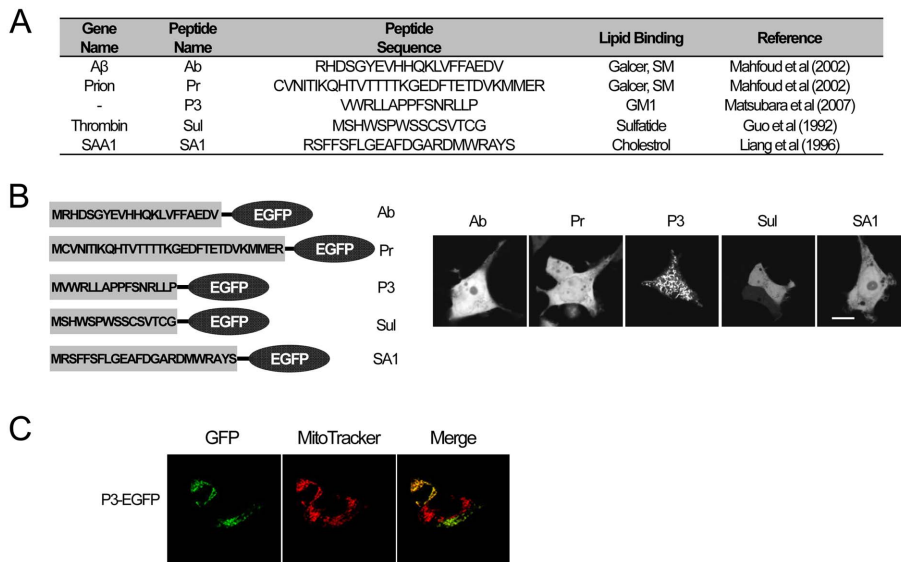 A
Gene Name Peptide Name Peptide Sequence Lipid Binding Reference
Aβ Ab RHDSGYEVHHQKLVFFAEDV Galcer, SM Mahfoud et al (2002)
Prion Pr CVNITIKQHTVTTTTKGEDFTETDVKMMER Galcer, SM Mahfoud et al (2002)
- P3 VWRLLAPPFSNRLLP GM1 Matsubara et al (2007)
Thrombin Sul MSHWSPWSSCSVTCG Sulfatide Guo et al (1992)
SAA1 SA1 RSFFSFLGEAFDGARDMWRAYS Cholestrol Liang et al (1996)
B
MRHDSGYEVHHQKLVFFAEDV EGFP Ab
MCVNITIKQHTVTTTTKGEDFTETDVKMMER EGFP Pr
MVWRLLAPPFSNRLLP EGFP P3
MSHWSPWSSCSVTCG EGFP Sul
MRSFFSFLGEAFDGARDMWRAYS EGFP SA1
Ab Pr P3 Sul SA1
C
GFP MitoTracker Merge
P3-EGFP